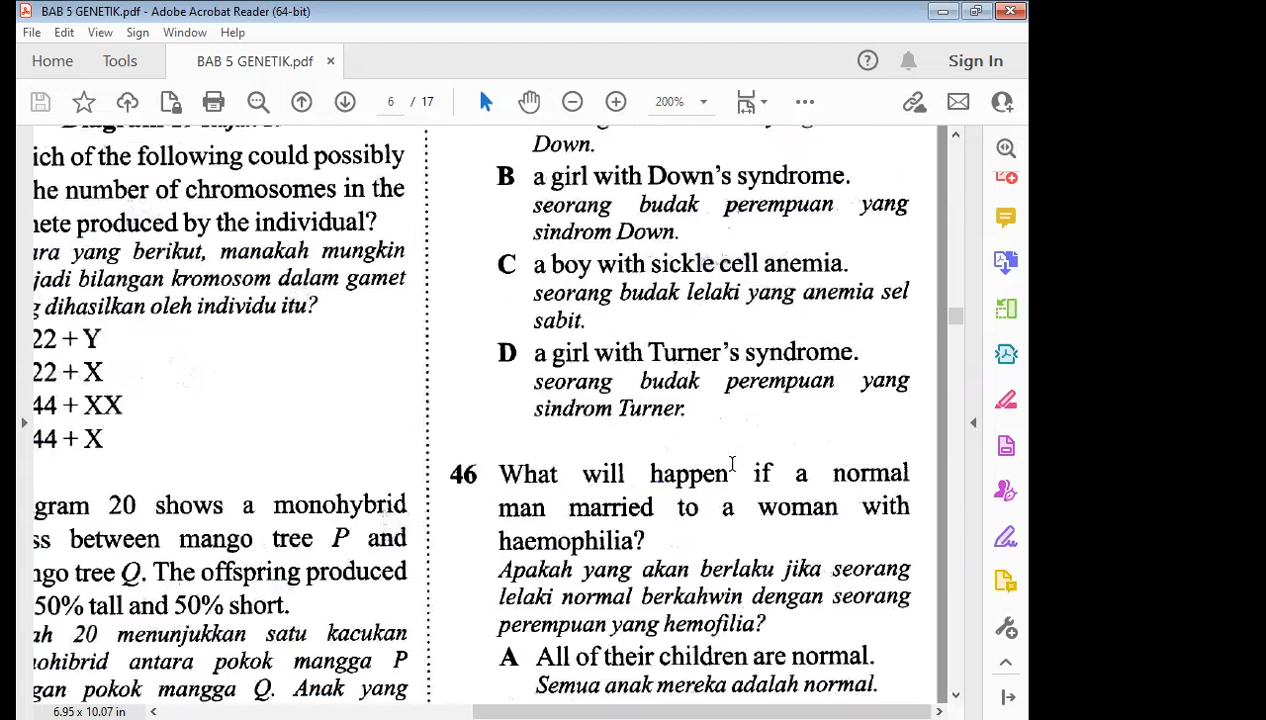 BAB 5 GENETIK.pdf - Adobe Acrobat Reader (64-bit)
File Edit View Sign Window Help
Home Tools BAB 5 GENETIK.pdf × Sign In
6 / 17 200%
ich of the following could possibly
he number of chromosomes in the
nete produced by the individual?
ara yang berikut, manakah mungkin
jadi bilangan kromosom dalam gamet
g dihasilkan oleh individu itu?
22 + Y
22 + X
44 + XX
44 + X
gram 20 shows a monohybrid
ss between mango tree P and
ngo tree Q. The offspring produced
50% tall and 50% short.
ah 20 menunjukkan satu kacukan
nohibrid antara pokok mangga P
gan pokok mangga Q. Anak yang
Down.
B a girl with Down's syndrome.
seorang budak perempuan yang
sindrom Down.
C a boy with sickle cell anemia.
seorang budak lelaki yang anemia sel
sabit.
D a girl with Turner's syndrome.
seorang budak perempuan yang
sindrom Turner.
46 What will happen if a normal
man married to a woman with
haemophilia?
Apakah yang akan berlaku jika seorang
lelaki normal berkahwin dengan seorang
perempuan yang hemofilia?
A All of their children are normal.
Semua anak mereka adalah normal.
6.95 x 10.07 in